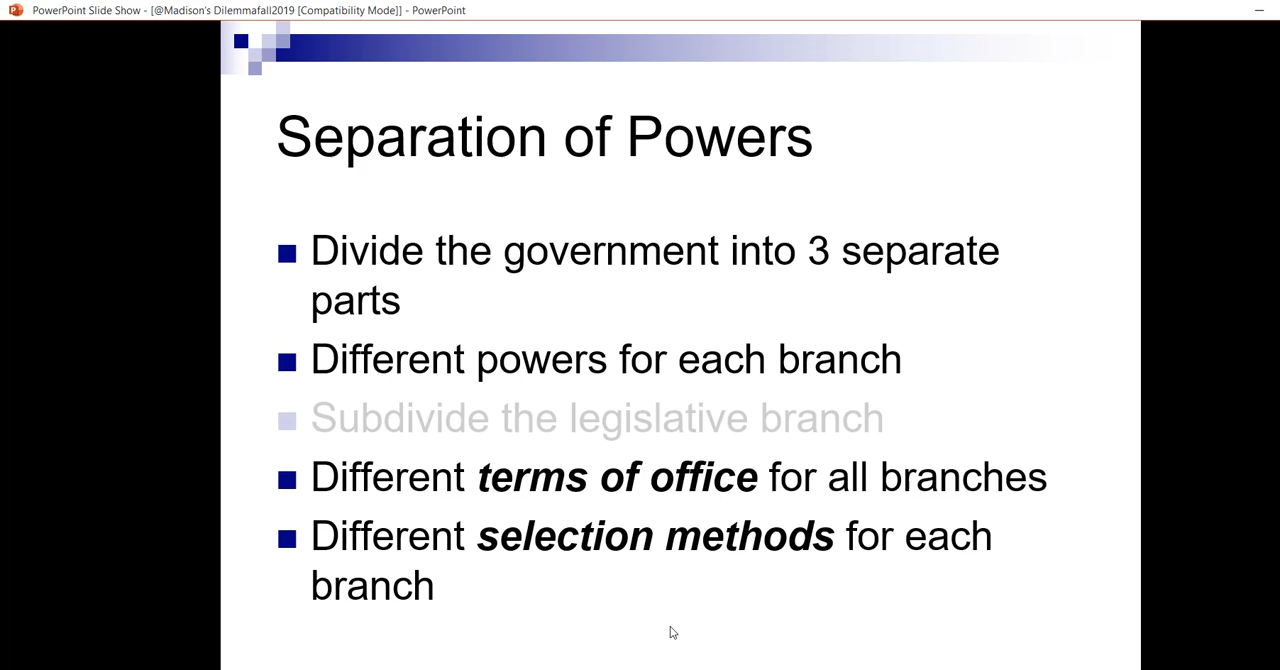 PowerPoint Slide Show - [@Madison's Dilemmafall2019 [Compatibility Mode]] - PowerPoint
Separation of Powers
Divide the government into 3 separate
parts
Different powers for each branch
Subdivide the legislative branch
Different terms of office for all branches
Different selection methods for each
branch